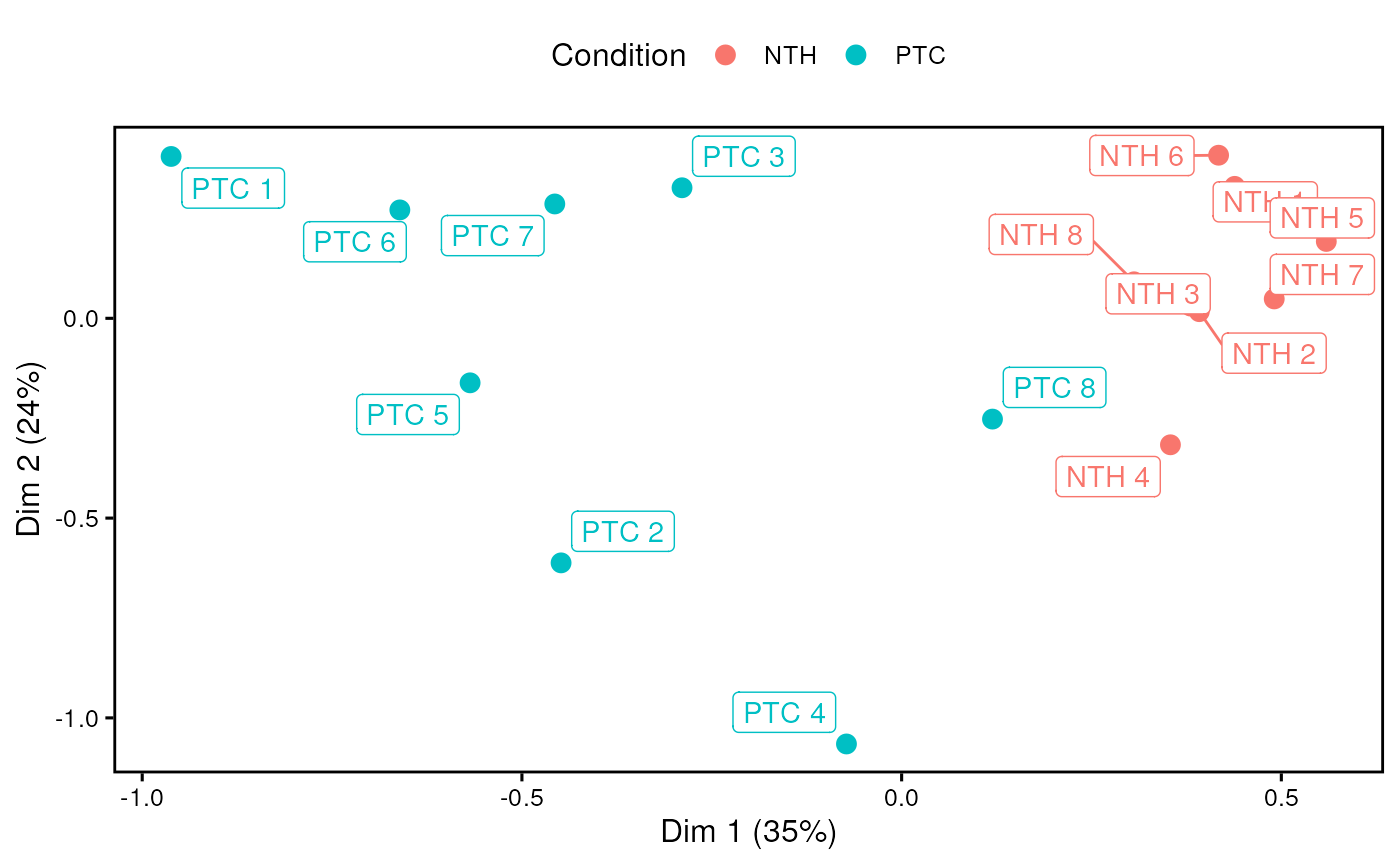 Condition NTH PTC
PTC 3
NTH 6
PTC 1
NTH 1
NTH 5
PTC 6
PTC 7
NTH 8
NTH 7
NTH 3
0.0
NTH 2
PTC 8
PTC 5
NTH 4
-0.5
PTC 2
PTC 4
-1.0
Dim 2 (24%)
-1.0 -0.5 0.0 0.5
Dim 1 (35%)